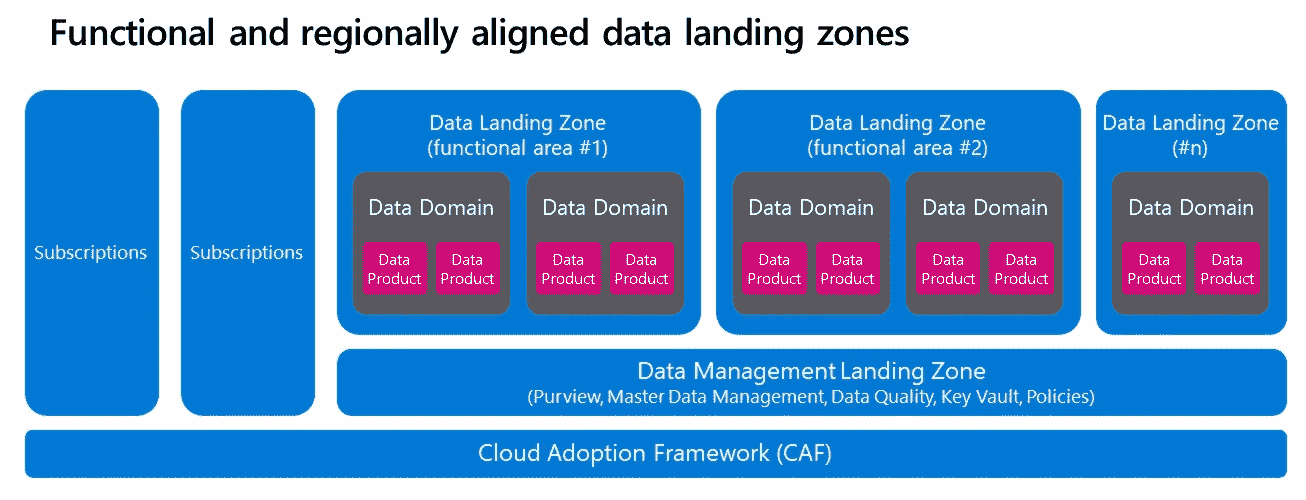 Functional and regionally aligned data landing zones
Subscriptions
Subscriptions
Data Landing Zone
(functional area #1)
Data Domain
Data
Product
Data
Product
Data Domain
Data
Product
Data
Product
Data Landing Zone
(functional area #2)
Data Domain
Data
Product
Data
Product
Data Domain
Data
Product
Data
Product
Data Landing Zone
(#n)
Data Domain
Data
Product
Data
Product
Data Management Landing Zone
(Purview, Master Data Management, Data Quality, Key Vault, Policies)
Cloud Adoption Framework (CAF)